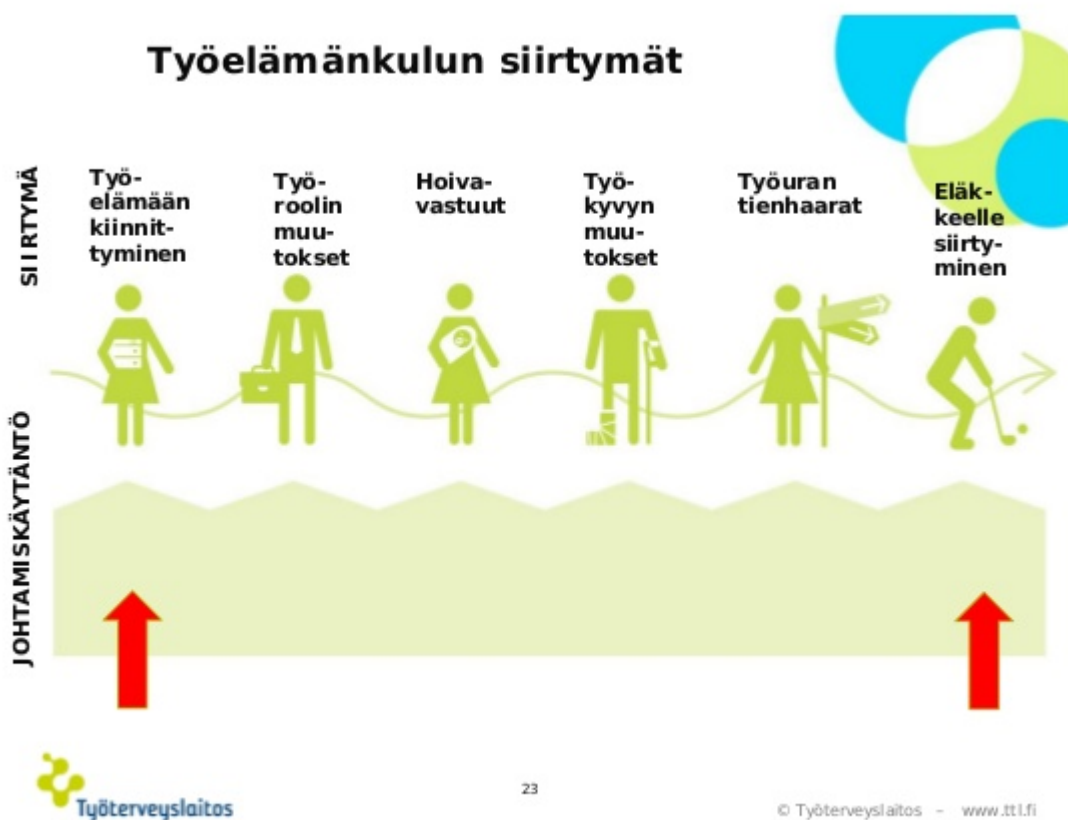 Työelämänkulun siirtymät
SIIRTYMÄ
Työ-
elämään
kiinnit-
tyminen
Työ-
roolin
muu-
tokset
Hoiva-
vastuut
Työ-
kyvyn
muu-
tokset
Työuran
tienhaarat
Eläk-
keelle
siirty-
minen
JOHTAMISKÄYTÄNTÖ
Työterveyslaitos
23
© Työterveyslaitos – www.ttl.fi